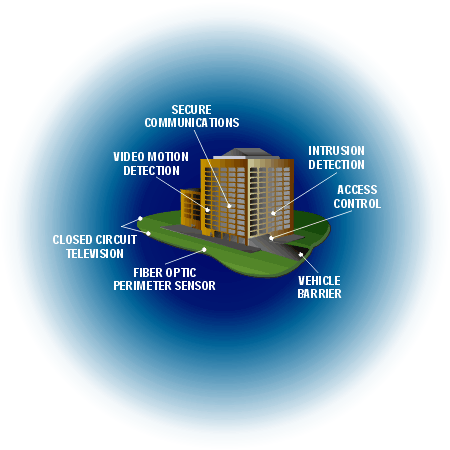 SECURE
COMMUNICATIONS
VIDEO MOTION
DETECTION
INTRUSION
DETECTION
ACCESS
CONTROL
CLOSED CIRCUIT
TELEVISION
FIBER OPTIC
PERIMETER SENSOR
VEHICLE
BARRIER